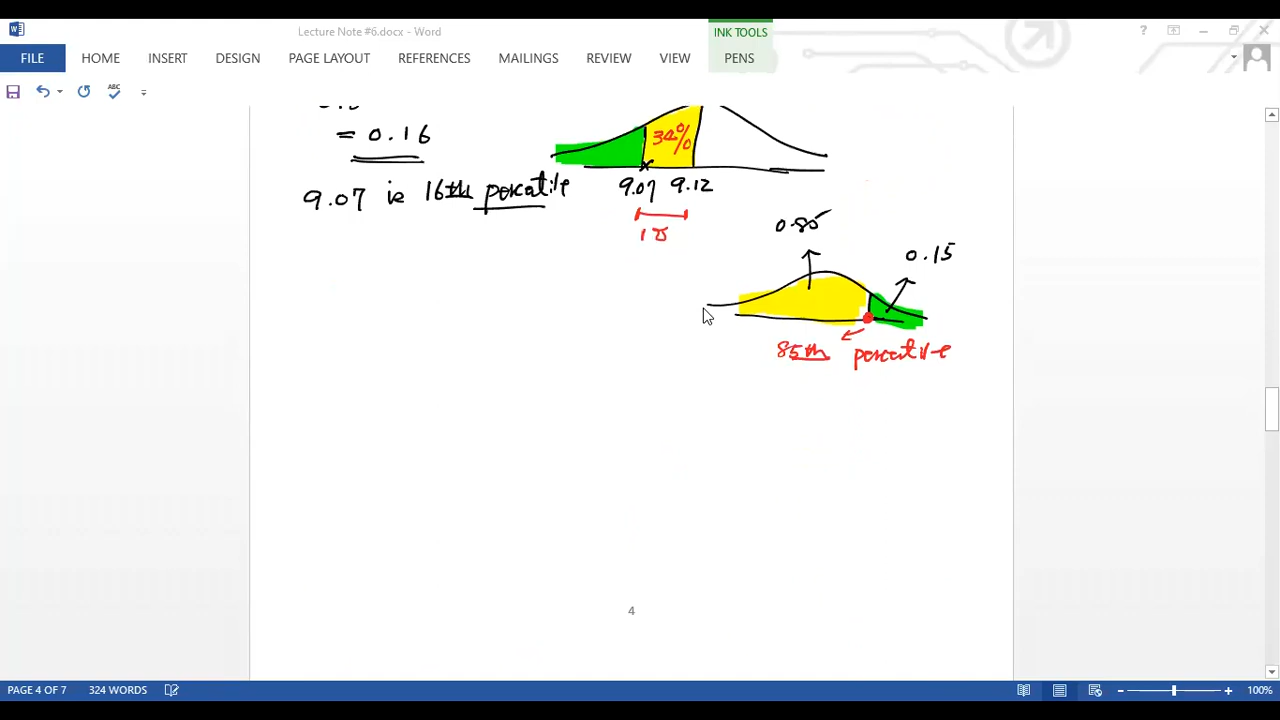 Lecture Note #6.docx - Word
INK TOOLS
?
FILE HOME INSERT DESIGN PAGE LAYOUT REFERENCES MAILINGS REVIEW VIEW PENS
ABC
= 0.16
34%
9.07 is 16th percentile
9.07 9.12
1σ
0.85
0.15
85th percentile
4
PAGE 4 OF 7 324 WORDS 100%